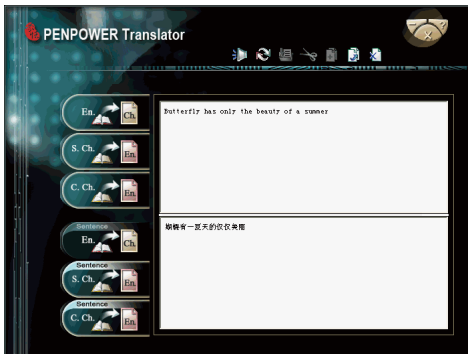 PENPOWER Translator
En.
Ch.
S. Ch.
En.
C. Ch.
En.
Sentence
En.
Ch.
Sentence
S. Ch.
En.
Sentence
C. Ch.
En.
Butterfly has only the beauty of a summer
蝴蝶有一夏天的仅仅美丽